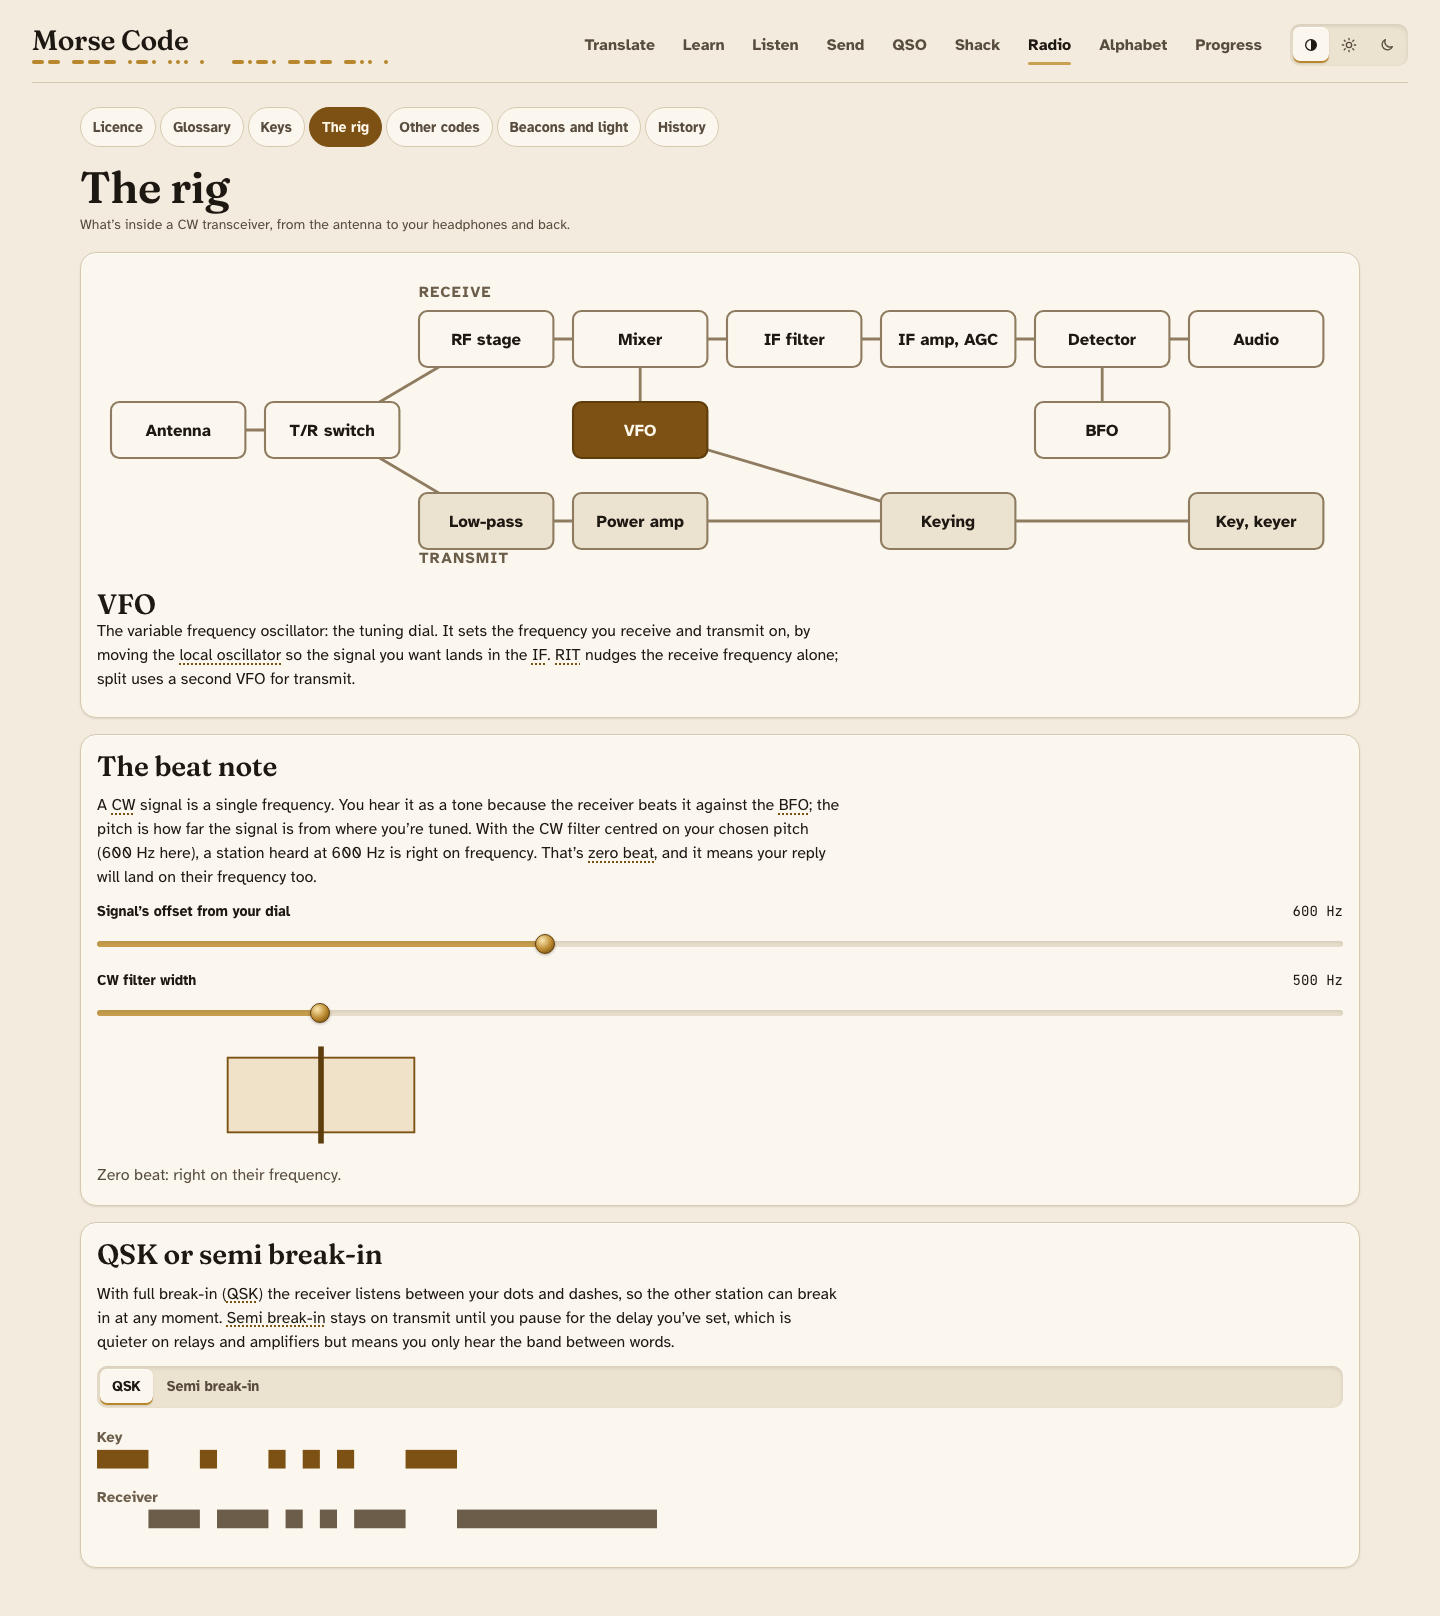 Morse Code
Translate Learn Listen Send QSO Shack Radio Alphabet Progress
Licence Glossary Keys The rig Other codes Beacons and light History
The rig
What’s inside a CW transceiver, from the antenna to your headphones and back.
RECEIVE
RF stage Mixer IF filter IF amp, AGC Detector Audio
Antenna T/R switch VFO BFO
Low-pass Power amp Keying Key, keyer
TRANSMIT
VFO
The variable frequency oscillator: the tuning dial. It sets the frequency you receive and transmit on, by
moving the local oscillator so the signal you want lands in the IF. RIT nudges the receive frequency alone;
split uses a second VFO for transmit.
The beat note
A CW signal is a single frequency. You hear it as a tone because the receiver beats it against the BFO; the
pitch is how far the signal is from where you’re tuned. With the CW filter centred on your chosen pitch
(600 Hz here), a station heard at 600 Hz is right on frequency. That’s zero beat, and it means your reply
will land on their frequency too.
Signal’s offset from your dial 600 Hz
CW filter width 500 Hz
Zero beat: right on their frequency.
QSK or semi break-in
With full break-in (QSK) the receiver listens between your dots and dashes, so the other station can break
in at any moment. Semi break-in stays on transmit until you pause for the delay you’ve set, which is
quieter on relays and amplifiers but means you only hear the band between words.
QSK Semi break-in
Key
Receiver